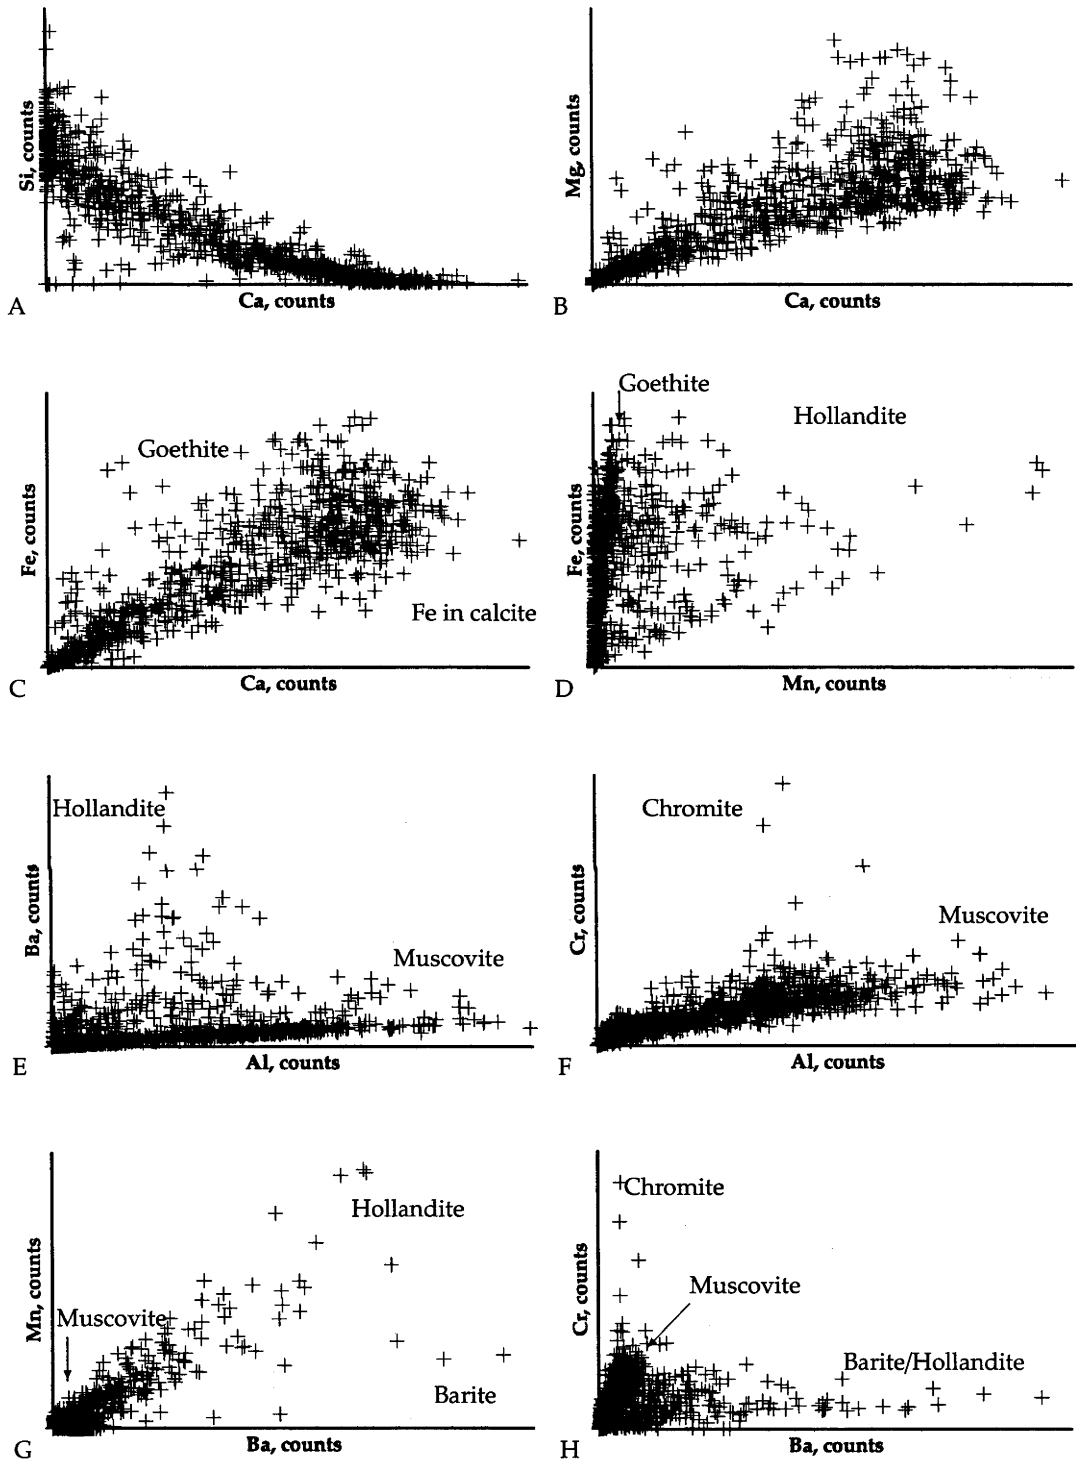 Si, counts
Ca, counts
A
Mg, counts
Ca, counts
B
Goethite
Fe, counts
Fe in calcite
Ca, counts
C
Goethite
Hollandite
Fe, counts
Mn, counts
D
Hollandite
Ba, counts
Muscovite
Al, counts
E
Chromite
Cr, counts
Muscovite
Al, counts
F
Hollandite
Mn, counts
Muscovite
Barite
Ba, counts
G
Chromite
Cr, counts
Muscovite
Barite/Hollandite
Ba, counts
H